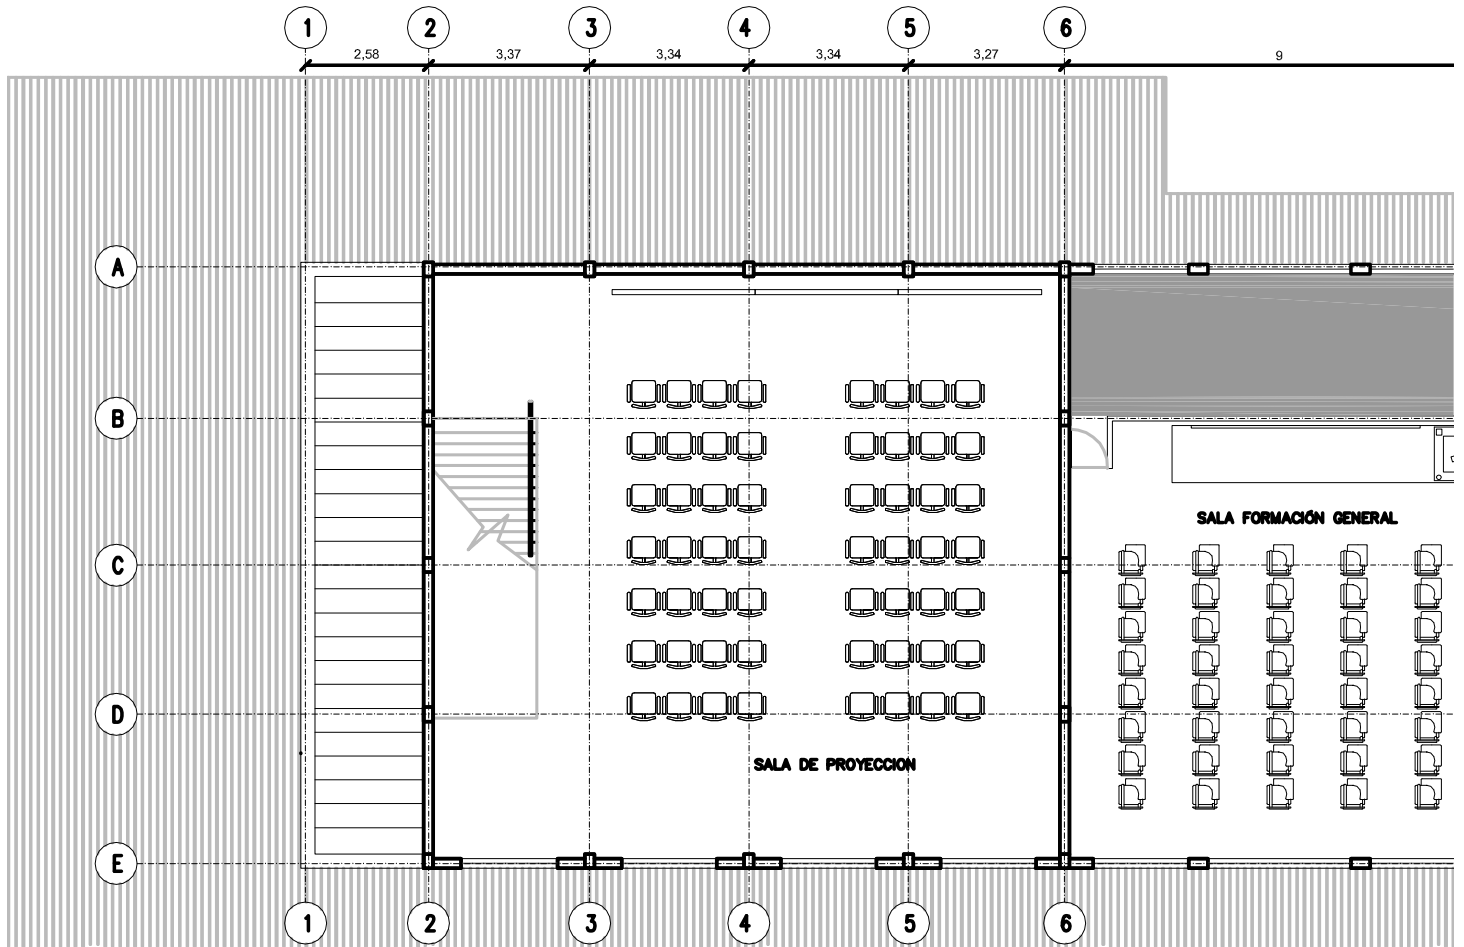 1 2 3 4 5 6
2,58 3,37 3,34 3,34 3,27 9
A
B
SALA FORMACIÓN GENERAL
C
D
SALA DE PROYECCION
E
1 2 3 4 5 6